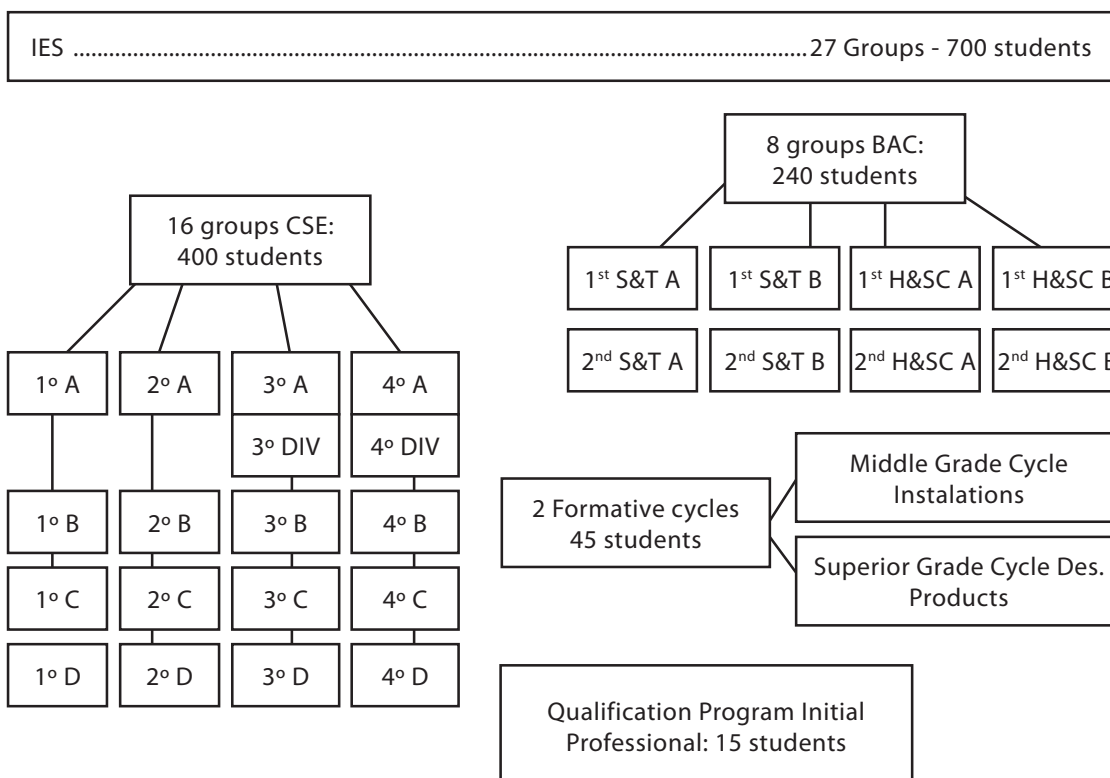 IES ........................................................................................................................ 27 Groups - 700 students
8 groups BAC:
240 students
16 groups CSE:
400 students
1st S&T A
1st S&T B
1st H&SC A
1st H&SC B
2nd S&T A
2nd S&T B
2nd H&SC A
2nd H&SC B
1º A
2º A
3º A
4º A
3º DIV
4º DIV
1º B
2º B
3º B
4º B
1º C
2º C
3º C
4º C
1º D
2º D
3º D
4º D
2 Formative cycles
45 students
Middle Grade Cycle
Instalations
Superior Grade Cycle Des.
Products
Qualification Program Initial
Professional: 15 students